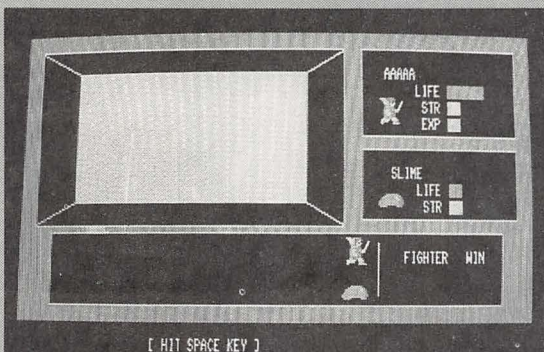 AAAAA
LIFE
STR
EXP
SLIME
LIFE
STR
FIGHTER WIN
[ HIT SPACE KEY ]